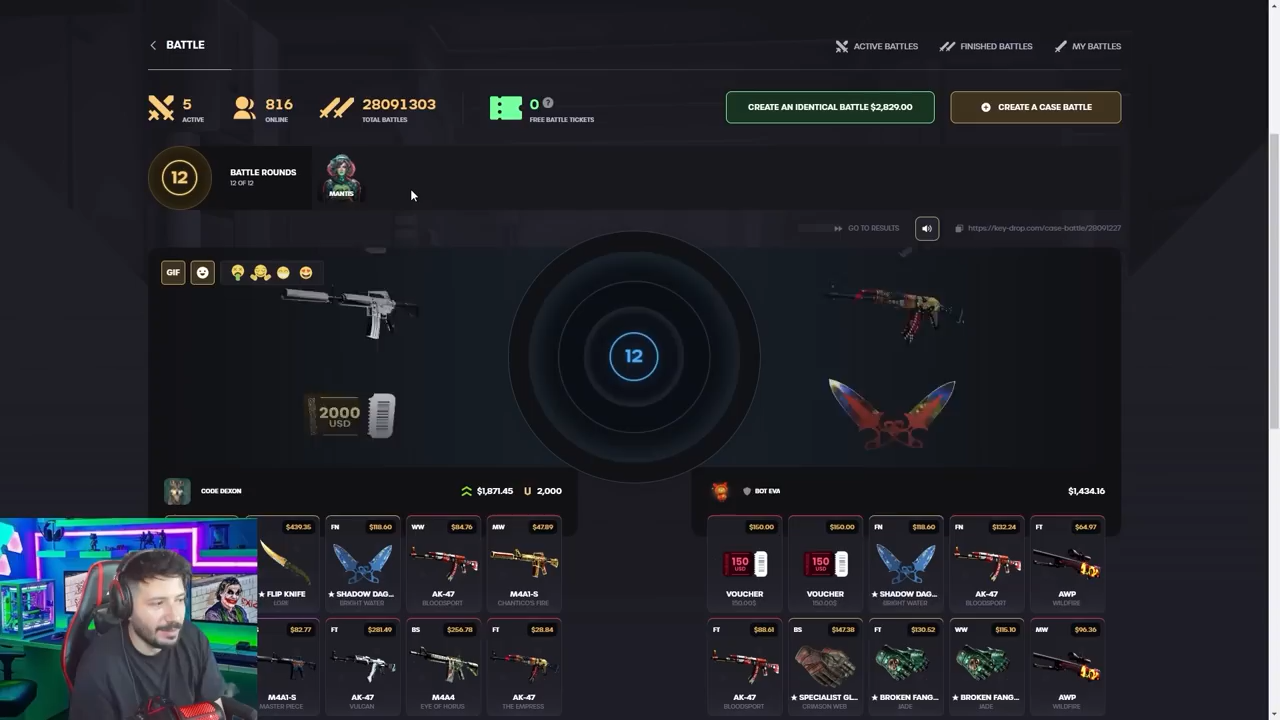 BATTLE
ACTIVE BATTLES
FINISHED BATTLES
MY BATTLES
5
ACTIVE
816
ONLINE
28091303
TOTAL BATTLES
0 ?
FREE BATTLE TICKETS
CREATE AN IDENTICAL BATTLE $2,829.00
CREATE A CASE BATTLE
12
BATTLE ROUNDS
12 OF 12
MANTIS
GO TO RESULTS
https://key-drop.com/case-battle/28091227
GIF
12
2000
USD
CODE DEXON
$1,871.45
2,000
BOT EVA
$1,434.16
$439.35
FN $118.60
WW $84.76
MW $47.89
★ FLIP KNIFE
LORE
★ SHADOW DAG...
BRIGHT WATER
AK-47
BLOODSPORT
M4A1-S
CHANTICO'S FIRE
$150.00
150
USD
VOUCHER
150.00$
$150.00
150
USD
VOUCHER
150.00$
FN $118.60
★ SHADOW DAG...
BRIGHT WATER
FN $132.24
AK-47
BLOODSPORT
FT $64.97
AWP
WILDFIRE
$82.77
M4A1-S
MASTER PIECE
FT $281.49
AK-47
VULCAN
BS $256.78
M4A4
EYE OF HORUS
FT $28.84
AK-47
THE EMPRESS
FT $88.61
AK-47
BLOODSPORT
BS $147.38
★ SPECIALIST GL...
CRIMSON WEB
FT $130.52
★ BROKEN FANG...
JADE
WW $115.10
★ BROKEN FANG...
JADE
MW $96.36
AWP
WILDFIRE